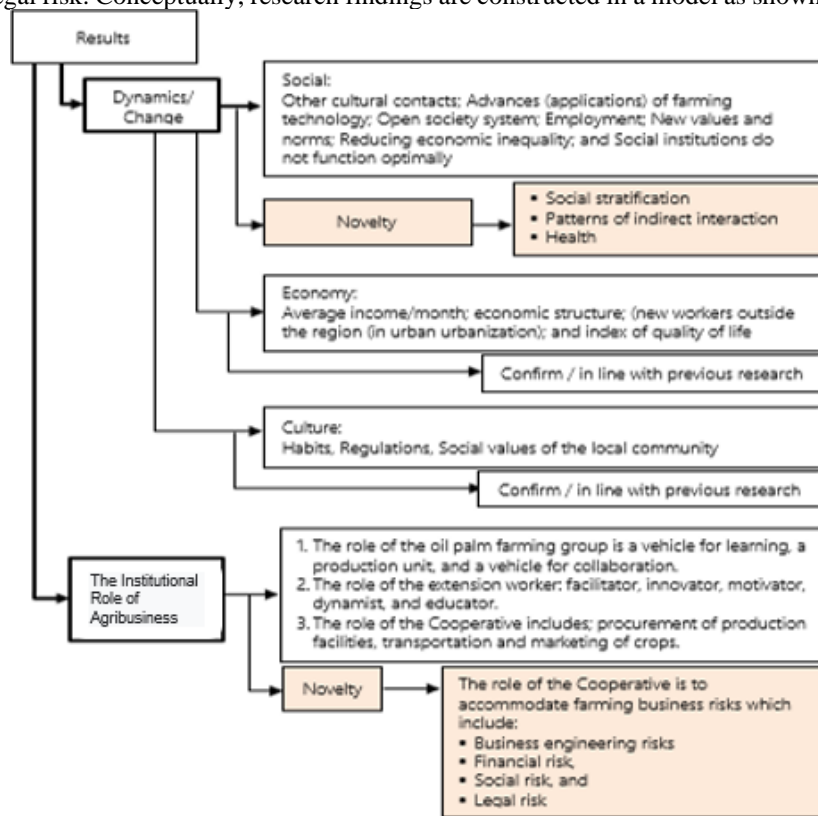 legal risk. Conceptually, research findings are constructed in a model as shown
Results
Dynamics/
Change
Social:
Other cultural contacts; Advances (applications) of farming
technology; Open society system; Employment; New values and
norms; Reducing economic inequality; and Social institutions do
not function optimally
Novelty
▪ Social stratification
▪ Patterns of indirect interaction
▪ Health
Economy:
Average income/month; economic structure; (new workers outside
the region (in urban urbanization); and index of quality of life
Confirm / in line with previous research
Culture:
Habits, Regulations, Social values of the local community
Confirm / in line with previous research
The Institutional
Role of
Agribusiness
1. The role of the oil palm farming group is a vehicle for learning, a
production unit, and a vehicle for collaboration.
2. The role of the extension worker: facilitator, innovator, motivator,
dynamist, and educator.
3. The role of the Cooperative includes; procurement of production
facilities, transportation and marketing of crops.
Novelty
The role of the Cooperative is to
accommodate farming business risks which
include:
▪ Business engineering risks
▪ Financial risk,
▪ Social risk, and
▪ Legal risk